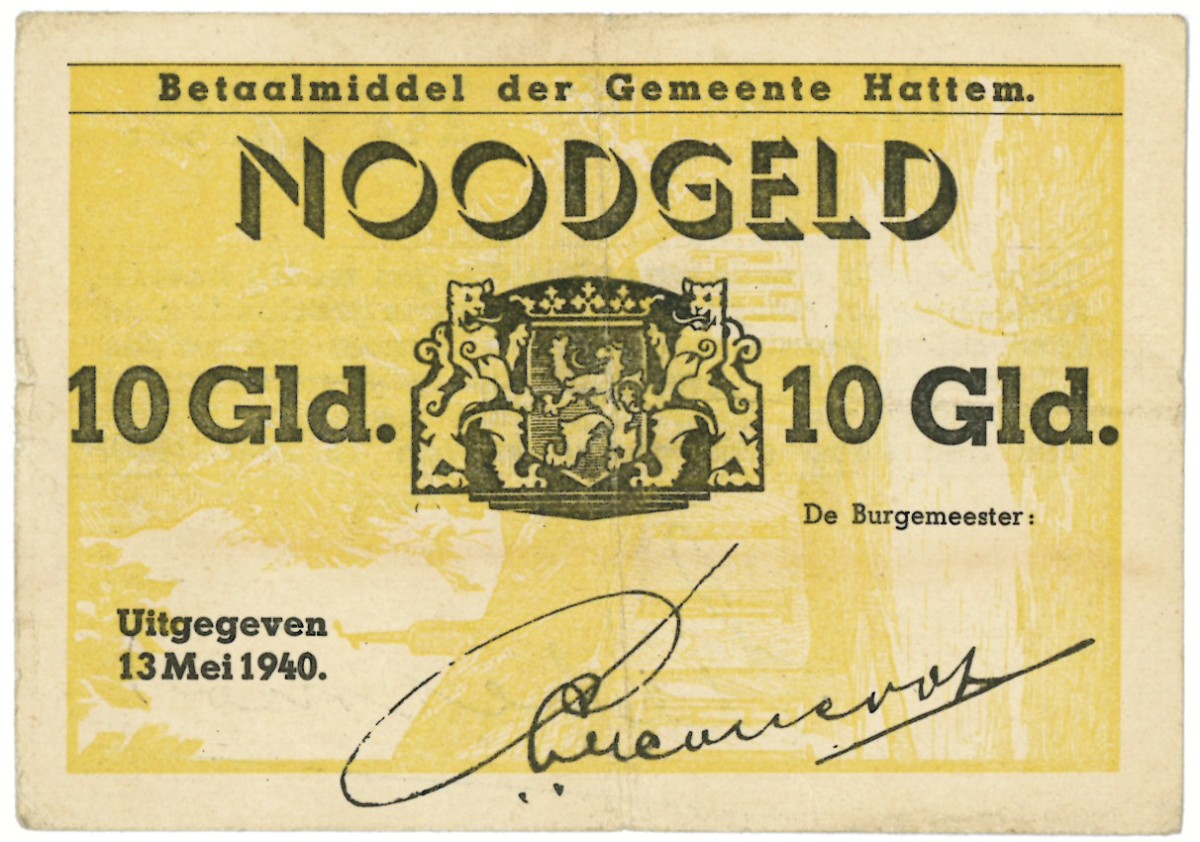 Betaalmiddel der Gemeente Hattem.
NOODGELD
10 Gld. 10 Gld.
De Burgemeester:
Uitgegeven
13 Mei 1940.